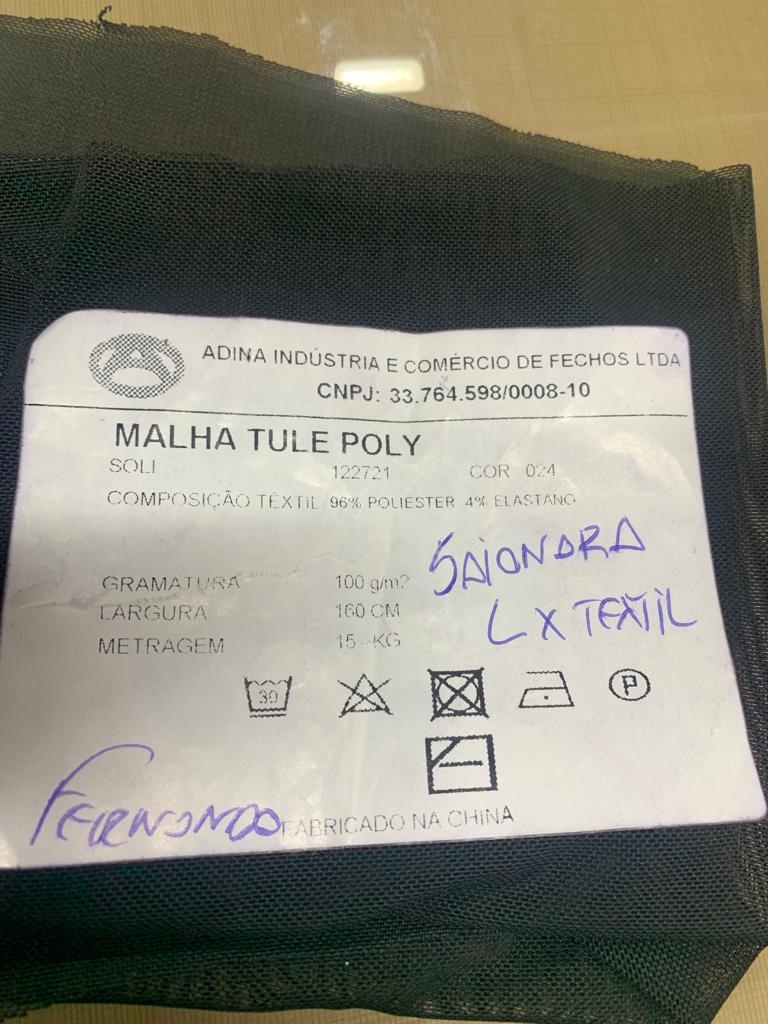 ADINA INDÚSTRIA E COMÉRCIO DE FECHOS LTDA
CNPJ: 33.764.598/0008-10
MALHA TULE POLY
SOLI 122721 COR 024
COMPOSIÇÃO TÊXTIL 96% POLIESTER 4% ELASTANO
SAIONARA
GRAMATURA 100 g/m²
LARGURA 160 CM
LX TEXTIL
METRAGEM 15 KG
30
P
FERNANDO
FABRICADO NA CHINA